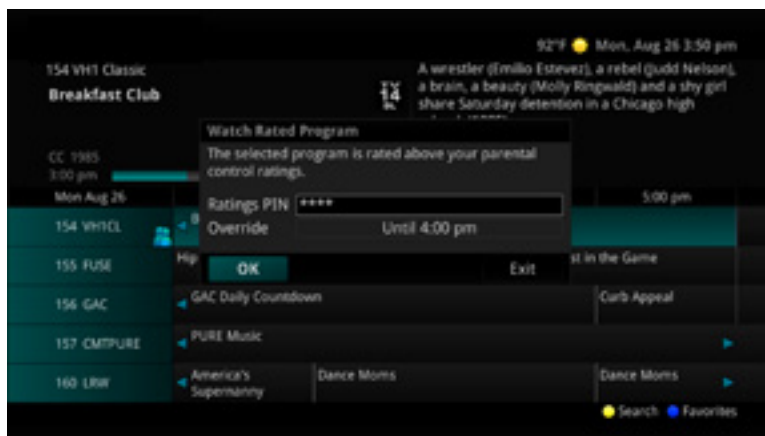 92°F Mon, Aug 26 3:50 pm
154 VH1 Classic
Breakfast Club
TV
14
A wrestler (Emilio Estevez), a rebel (Judd Nelson),
a brain, a beauty (Molly Ringwald) and a shy girl
share Saturday detention in a Chicago high
CC 1985
3:00 pm
Watch Rated Program
The selected program is rated above your parental
control ratings.
Ratings PIN ****
Override Until 4:00 pm
OK Exit
Mon Aug 26 5:00 pm
154 VH1CL
155 FUSE Hip st in the Game
156 GAC GAC Daily Countdown Curb Appeal
157 CMTPURE PURE Music
160 LRW America's Supernanny Dance Moms Dance Moms
Search Favorites